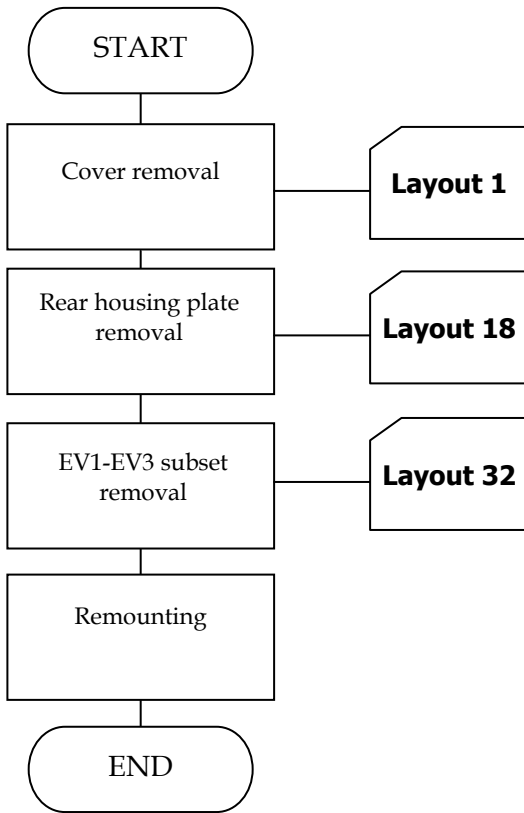 START
Cover removal
Layout 1
Rear housing plate
removal
Layout 18
EV1-EV3 subset
removal
Layout 32
Remounting
END